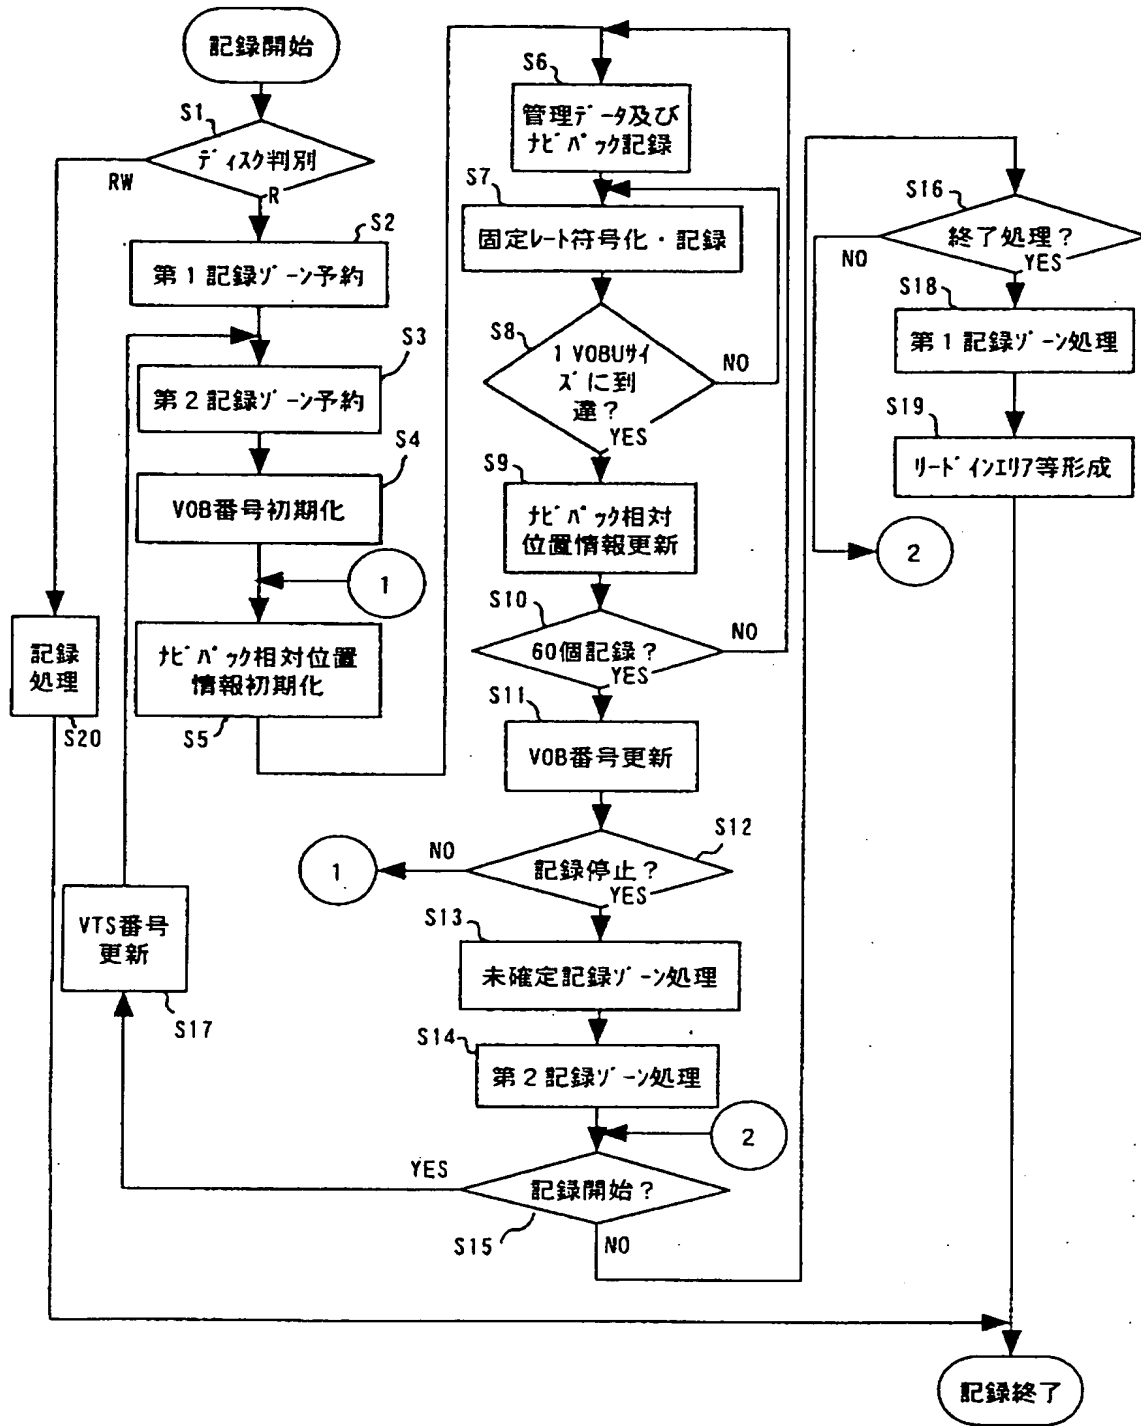 記録開始
S1
ディスク判別
RW
R
S2
第1記録ゾーン予約
S3
第2記録ゾーン予約
S4
VOB番号初期化
1
ナビパック相対位置
情報初期化
S5
記録
処理
S20
VTS番号
更新
S17
S6
管理データ及び
ナビパック記録
S7
固定レート符号化・記録
S8
1 VOBUサイ
ズに到
達?
NO
YES
S9
ナビパック相対
位置情報更新
S10
60個記録?
NO
YES
S11
VOB番号更新
S12
記録停止?
NO
1
YES
S13
未確定記録ゾーン処理
S14
第2記録ゾーン処理
2
記録開始?
YES
S15
NO
S16
終了処理?
NO
YES
S18
第1記録ゾーン処理
S19
リードインエリア等形成
2
記録終了